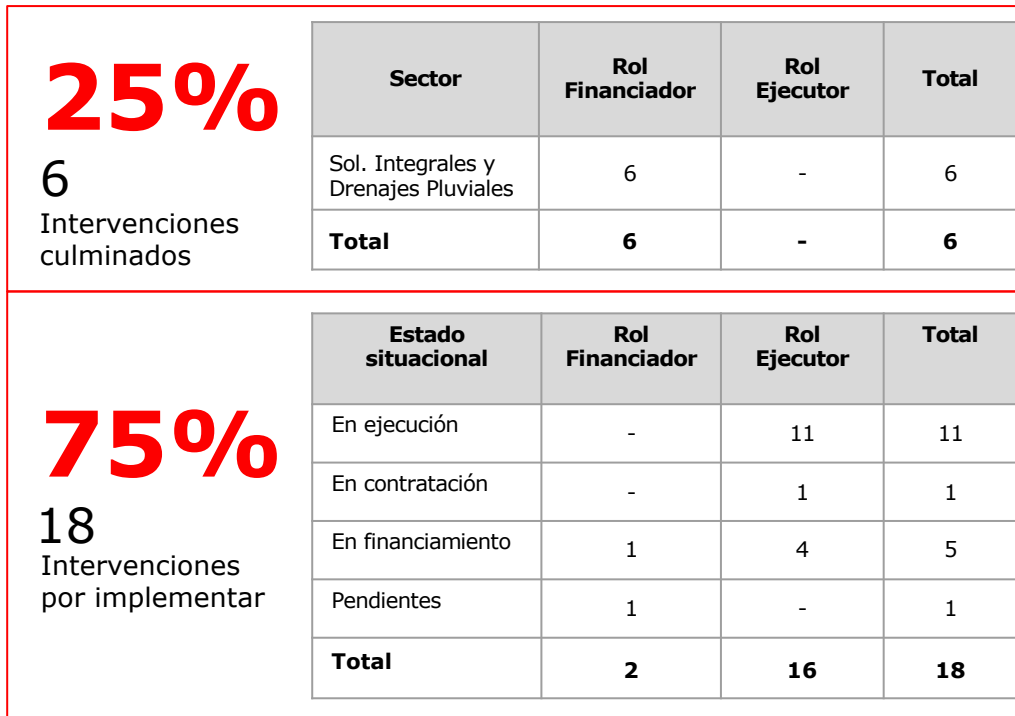 25%
6
Intervenciones
culminados
Sector Rol Financiador Rol Ejecutor Total
Sol. Integrales y Drenajes Pluviales 6 - 6
Total 6 - 6
75%
18
Intervenciones
por implementar
Estado situacional Rol Financiador Rol Ejecutor Total
En ejecución - 11 11
En contratación - 1 1
En financiamiento 1 4 5
Pendientes 1 - 1
Total 2 16 18